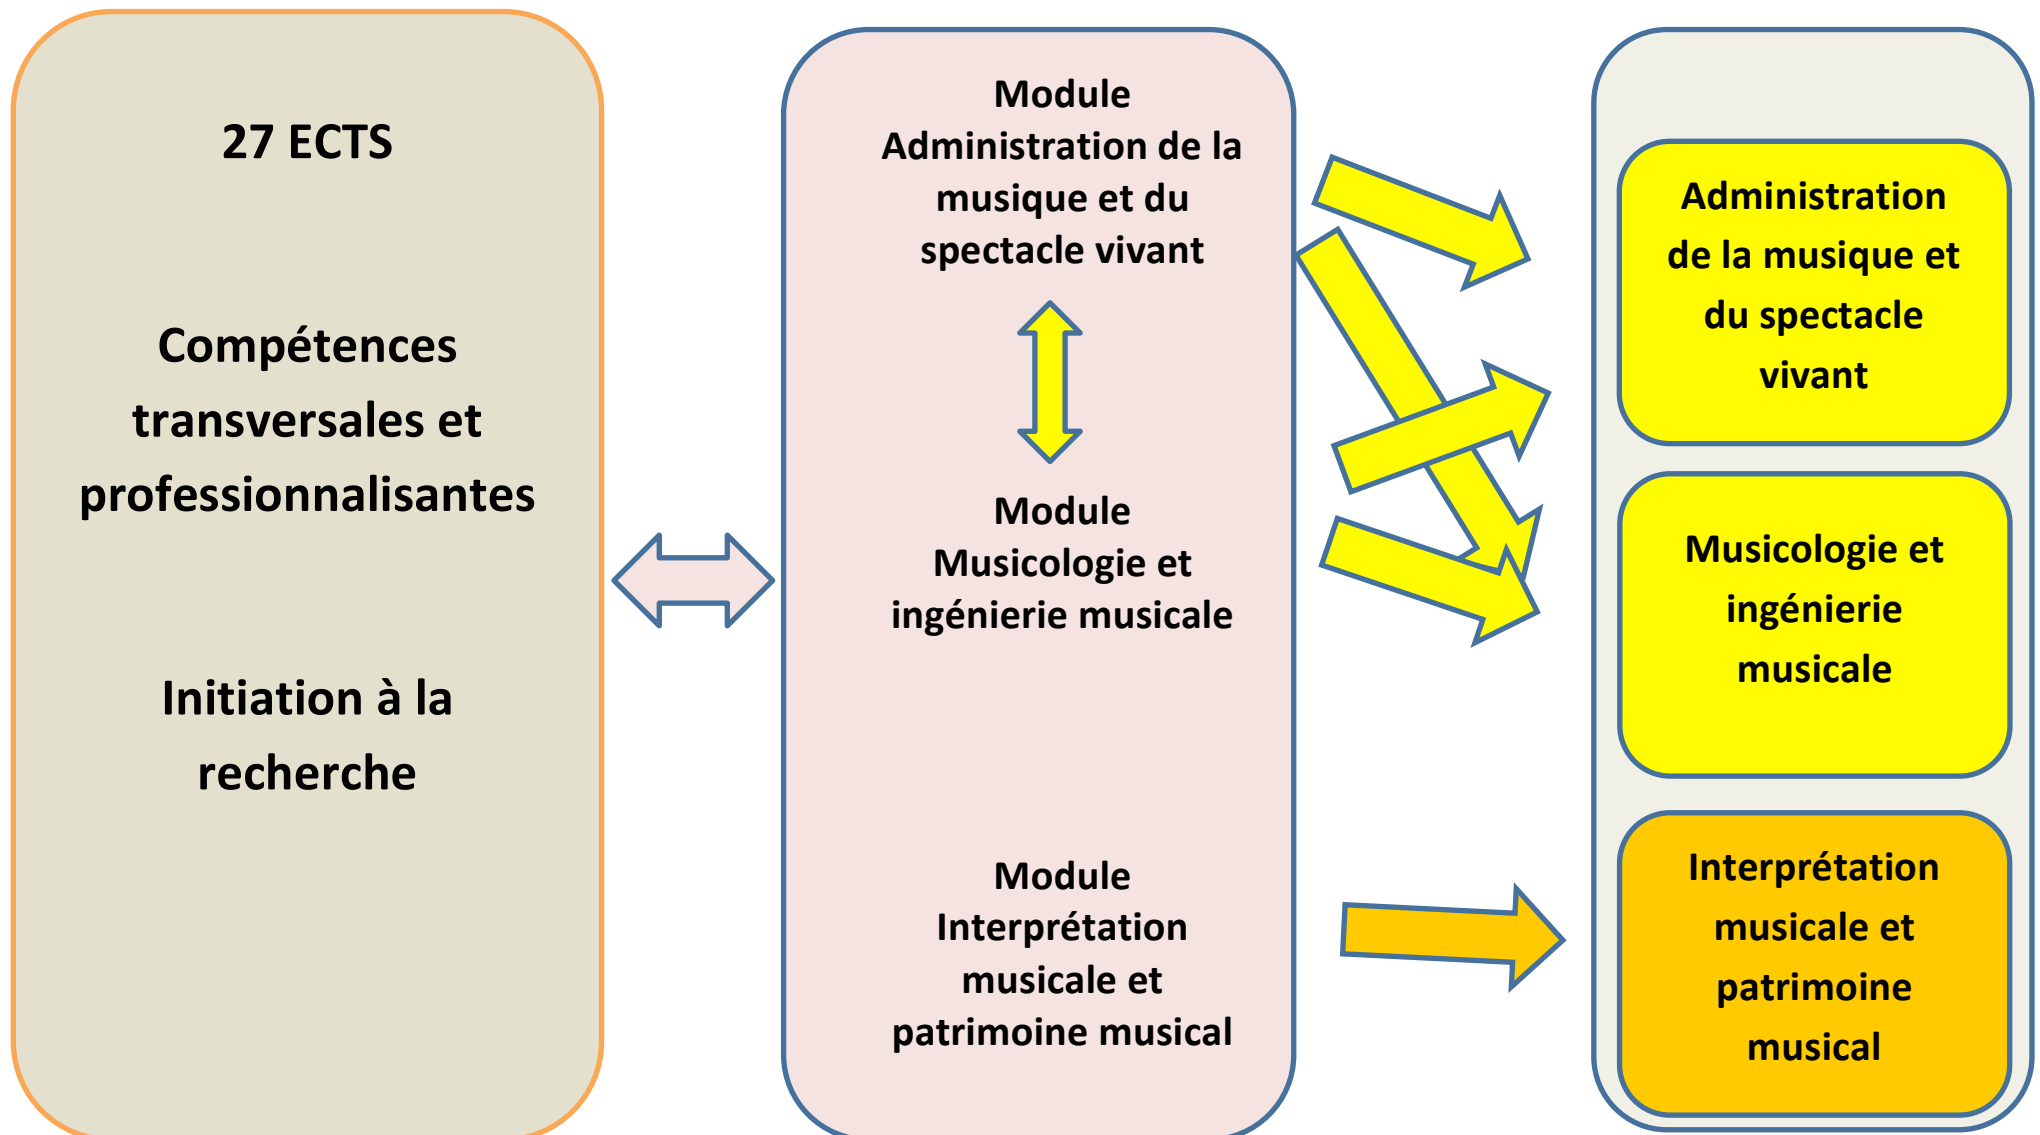 27 ECTS
Compétences
transversales et
professionnalisantes
Initiation à la
recherche
Module
Administration de la
musique et du
spectacle vivant
Module
Musicologie et
ingénierie musicale
Module
Interprétation
musicale et
patrimoine musical
Administration
de la musique et
du spectacle
vivant
Musicologie et
ingénierie
musicale
Interprétation
musicale et
patrimoine
musical